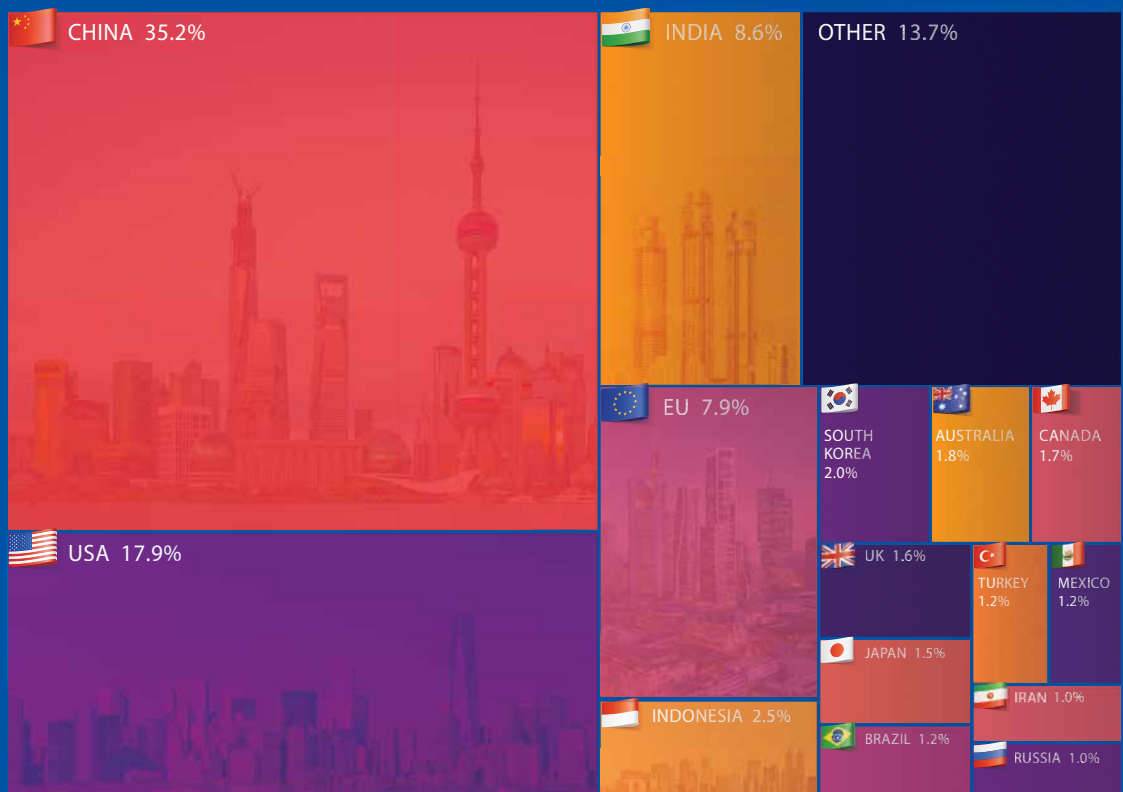 CHINA 35.2%
INDIA 8.6%
OTHER 13.7%
EU 7.9%
SOUTH
KOREA
2.0%
AUSTRALIA
1.8%
CANADA
1.7%
USA 17.9%
UK 1.6%
TURKEY
1.2%
MEXICO
1.2%
JAPAN 1.5%
IRAN 1.0%
INDONESIA 2.5%
BRAZIL 1.2%
RUSSIA 1.0%